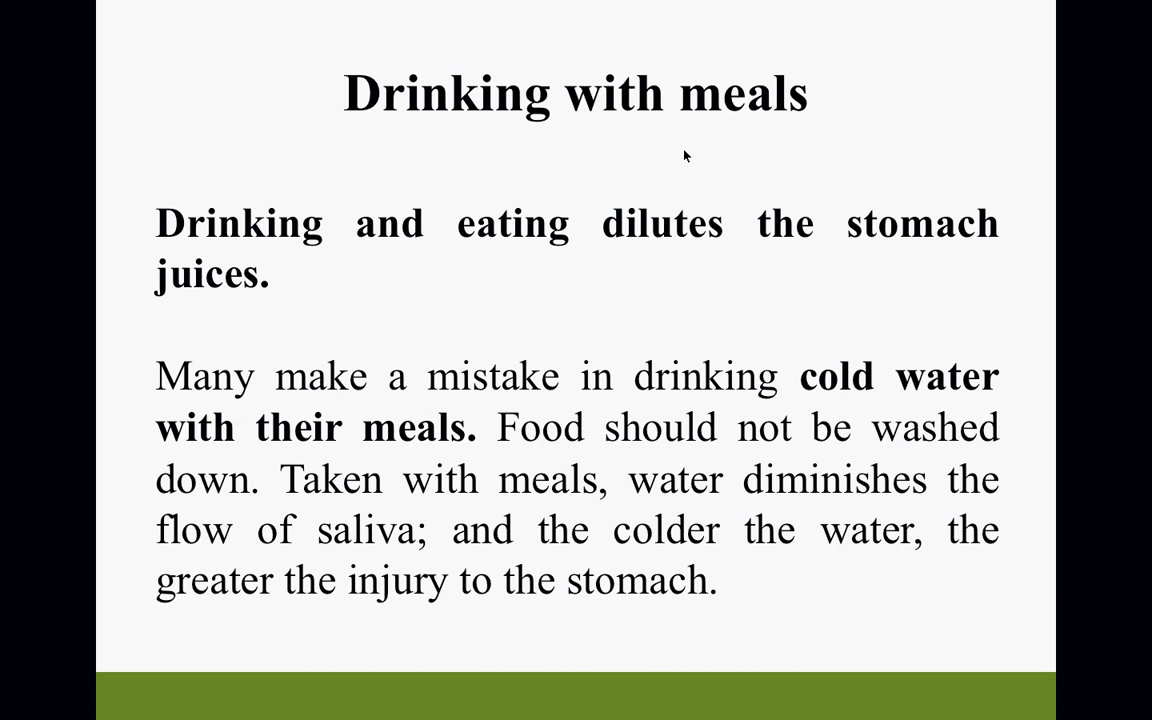 Drinking with meals
Drinking and eating dilutes the stomach
juices.
Many make a mistake in drinking cold water
with their meals. Food should not be washed
down. Taken with meals, water diminishes the
flow of saliva; and the colder the water, the
greater the injury to the stomach.